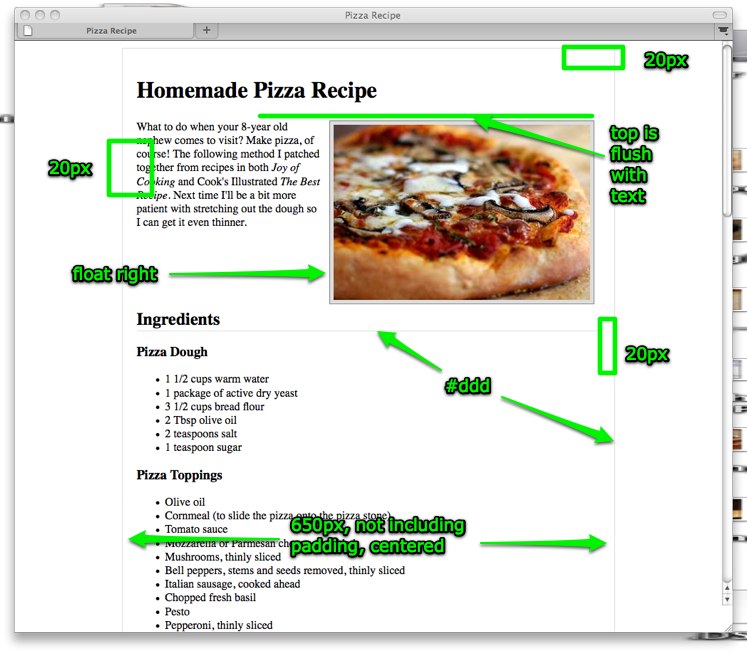 Pizza Recipe
Pizza Recipe
20px
Homemade Pizza Recipe
What to do when your 8-year old
nephew comes to visit? Make pizza, of
course! The following method I patched
together from recipes in both Joy of
Cooking and Cook's Illustrated The Best
Recipe. Next time I'll be a bit more
patient with stretching out the dough so
I can get it even thinner.
20px
top is
flush
with
text
float right
Ingredients
20px
Pizza Dough
#ddd
1 1/2 cups warm water
1 package of active dry yeast
3 1/2 cups bread flour
2 Tbsp olive oil
2 teaspoons salt
1 teaspoon sugar
Pizza Toppings
Olive oil
Cornmeal (to slide the pizza onto the pizza stone)
Tomato sauce
650px, not including
padding, centered
Mozzarella or Parmesan
Mushrooms, thinly sliced
Bell peppers, stems and seeds removed, thinly sliced
Italian sausage, cooked ahead
Chopped fresh basil
Pesto
Pepperoni, thinly sliced